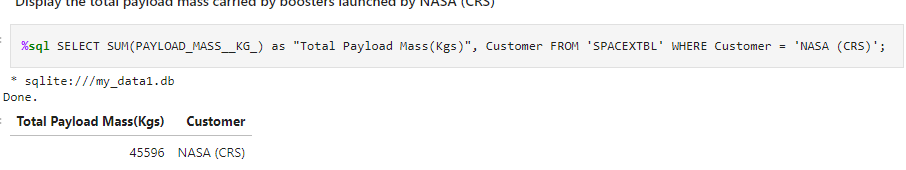 Display the total payload mass carried by boosters launched by NASA (CRS)
%sql SELECT SUM(PAYLOAD_MASS__KG_) as "Total Payload Mass(Kgs)", Customer FROM 'SPACEXTBL' WHERE Customer = 'NASA (CRS)';
* sqlite:///my_data1.db
Done.
Total Payload Mass(Kgs) Customer
45596 NASA (CRS)